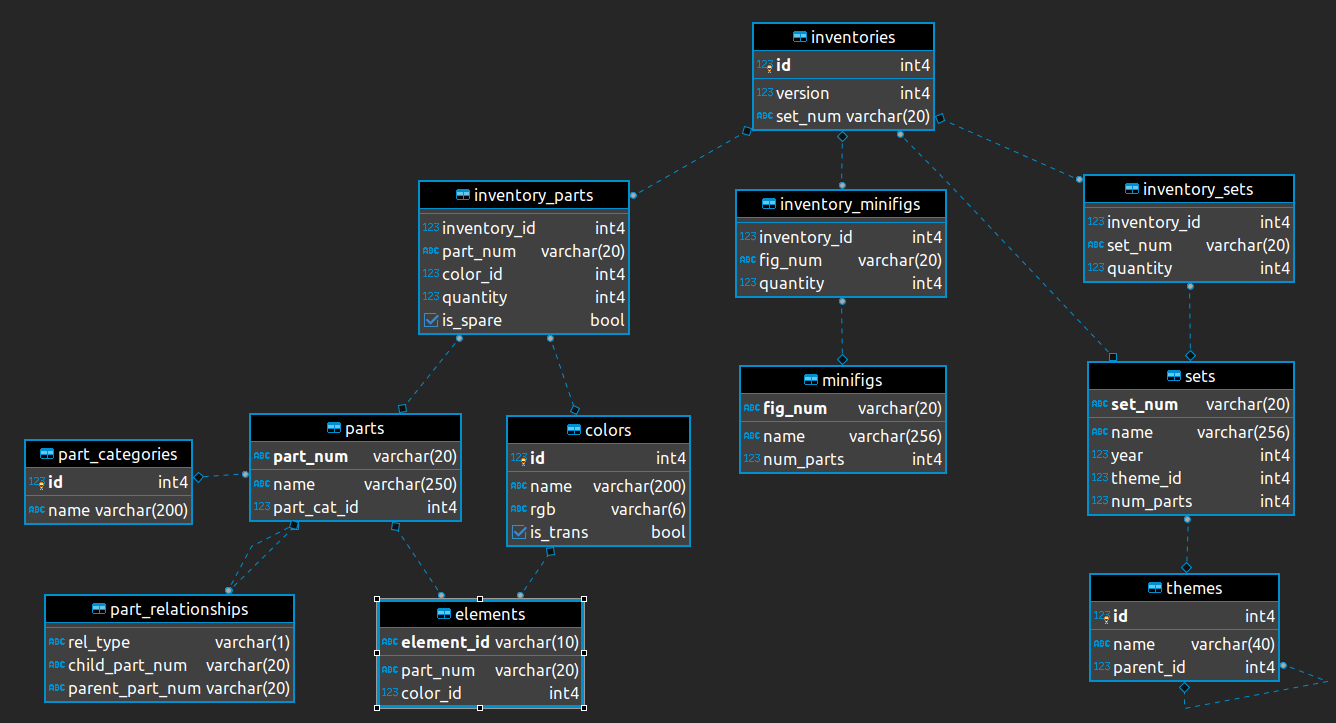 inventories
123 id int4
123 version int4
ABC set_num varchar(20)
inventory_parts
123 inventory_id int4
ABC part_num varchar(20)
123 color_id int4
123 quantity int4
is_spare bool
inventory_minifigs
123 inventory_id int4
ABC fig_num varchar(20)
123 quantity int4
inventory_sets
123 inventory_id int4
ABC set_num varchar(20)
123 quantity int4
minifigs
ABC fig_num varchar(20)
ABC name varchar(256)
123 num_parts int4
sets
ABC set_num varchar(20)
ABC name varchar(256)
123 year int4
123 theme_id int4
123 num_parts int4
part_categories
123 id int4
ABC name varchar(200)
parts
ABC part_num varchar(20)
ABC name varchar(250)
123 part_cat_id int4
colors
123 id int4
ABC name varchar(200)
ABC rgb varchar(6)
is_trans bool
part_relationships
ABC rel_type varchar(1)
ABC child_part_num varchar(20)
ABC parent_part_num varchar(20)
elements
ABC element_id varchar(10)
ABC part_num varchar(20)
123 color_id int4
themes
123 id int4
ABC name varchar(40)
123 parent_id int4